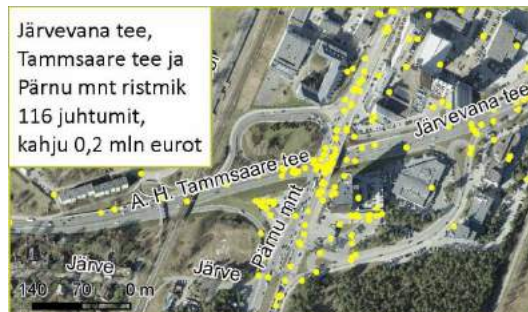 Järvevana tee,
Tammsaare tee ja
Pärnu mnt ristmik
116 juhtumit,
kahju 0,2 mln eurot
Järvevana tee
A. H. Tammsaare tee
Pärnu mnt
Järve
Järve
140 70 0 m